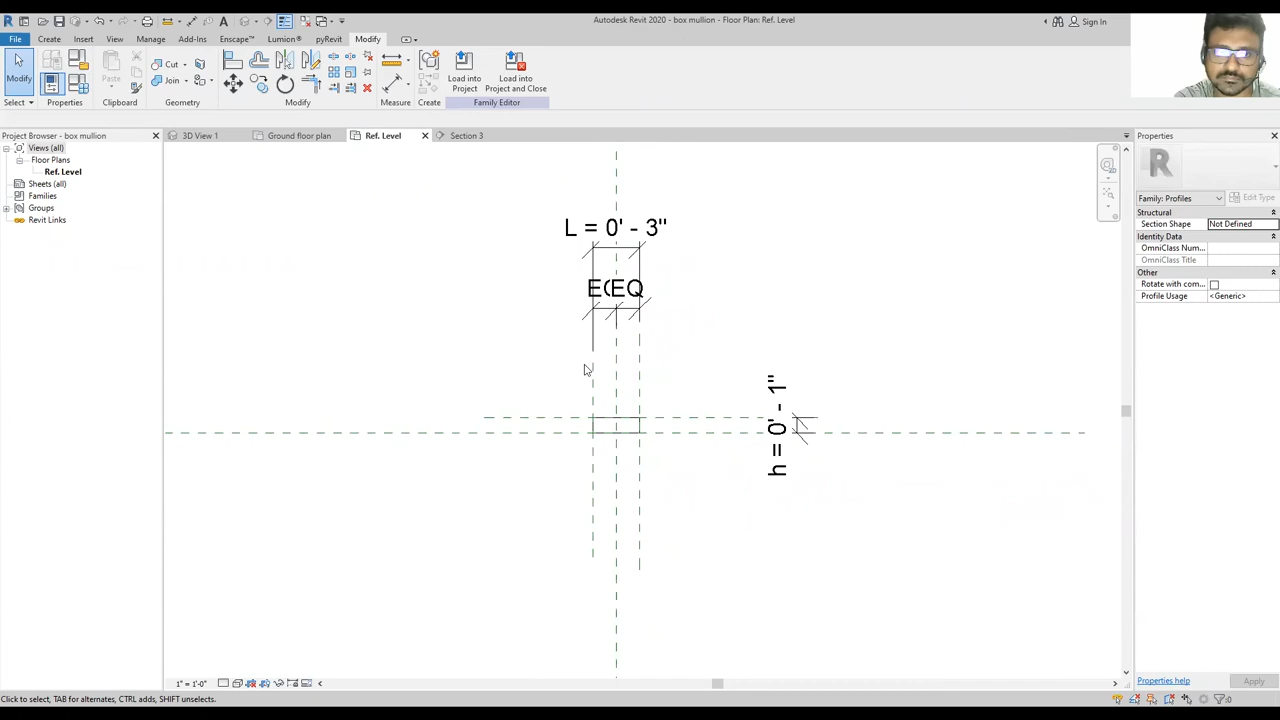 Autodesk Revit 2020 - box mullion - Floor Plan: Ref. Level
Sign In
File Create Insert View Manage Add-Ins Enscape™ Lumion® pyRevit Modify
Modify
Paste
Cut
Join
Load into Project
Load into Project and Close
Select Properties Clipboard Geometry Modify Measure Create Family Editor
Project Browser - box mullion
3D View 1
Ground floor plan
Ref. Level
Section 3
Properties
Views (all)
Floor Plans
Ref. Level
Sheets (all)
Families
Groups
Revit Links
Family: Profiles
Edit Type
Structural
Section Shape
Not Defined
Identity Data
OmniClass Num...
OmniClass Title
Other
Rotate with com...
Profile Usage
<Generic>
L = 0' - 3"
EQ
h = 0' - 1"
1" = 1'-0"
Properties help
Apply
Click to select, TAB for alternates, CTRL adds, SHIFT unselects.
:0